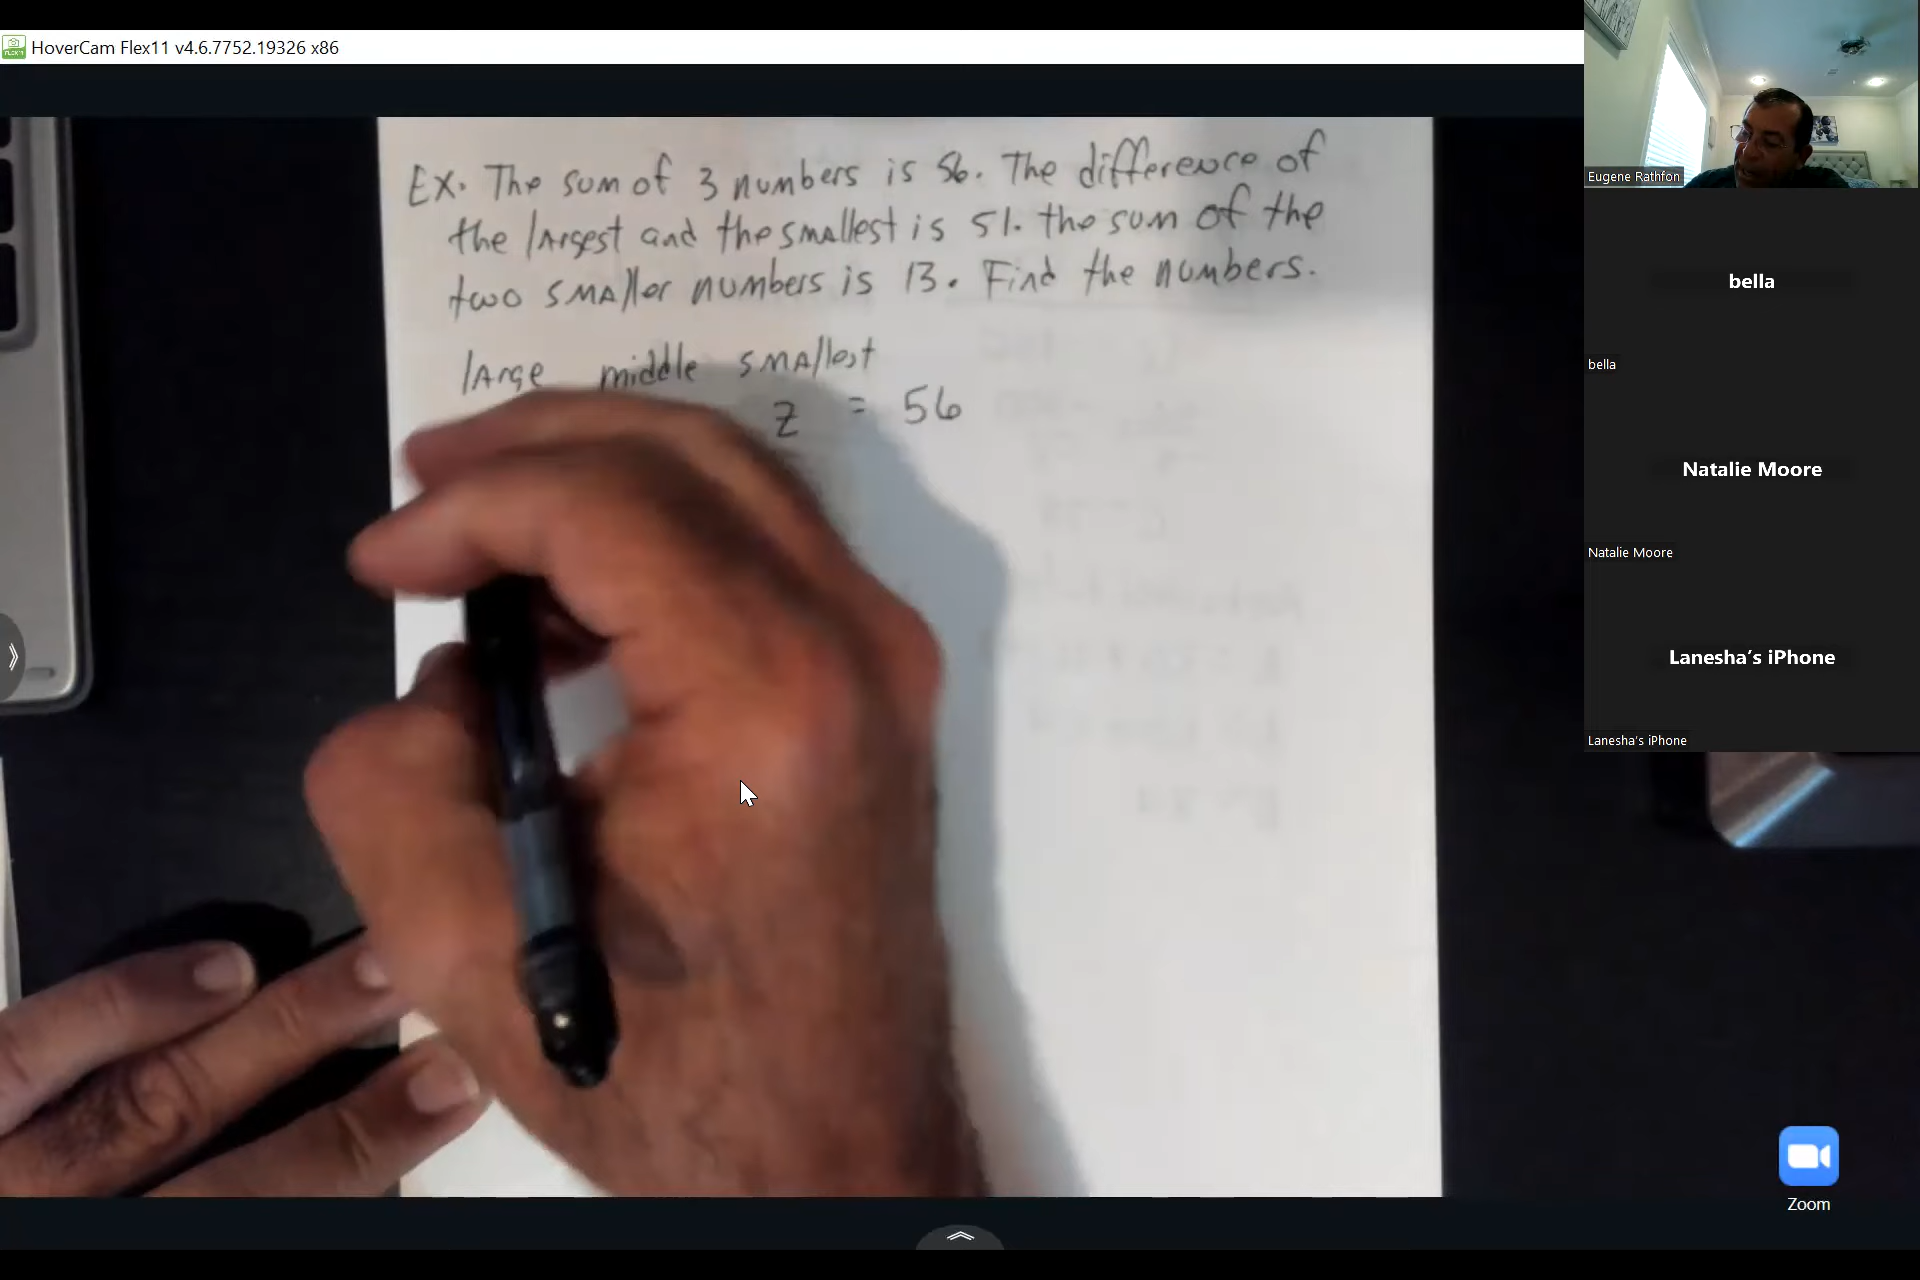 HoverCam Flex11 v4.6.7752.19326 x86
Ex. The sum of 3 numbers is 56. The difference of
the largest and the smallest is 51. the sum of the
two smaller numbers is 13. Find the numbers.
large middle smallest
z = 56
Eugene Rathfon
bella
bella
Natalie Moore
Natalie Moore
Lanesha's iPhone
Lanesha's iPhone
Zoom